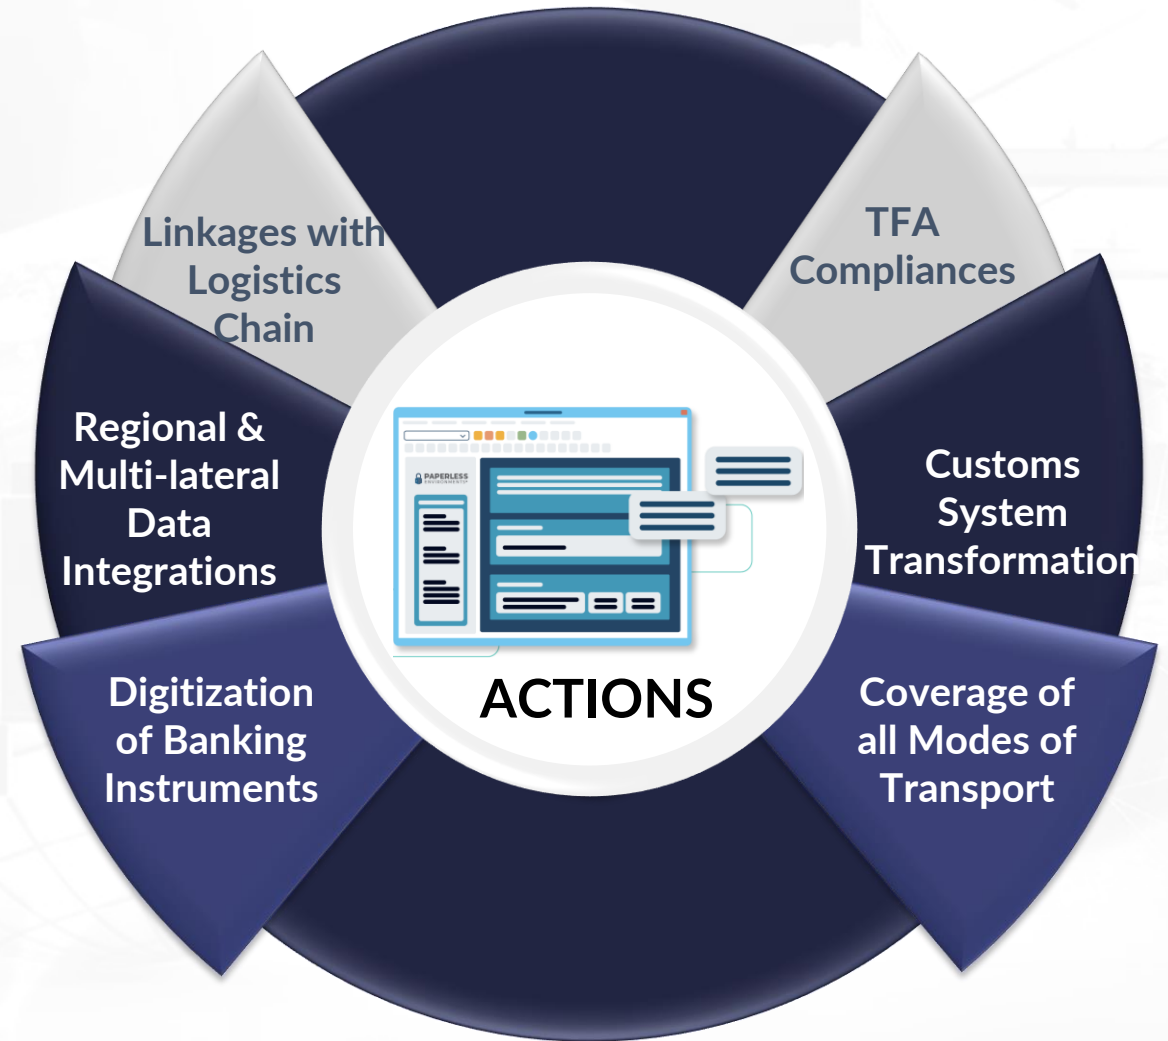 Linkages with
Logistics
Chain
TFA
Compliances
Regional &
Multi-lateral
Data
Integrations
Customs
System
Transformation
Digitization
of Banking
Instruments
Coverage of
all Modes of
Transport
PAPERLESS
ENVIRONMENTS
ACTIONS